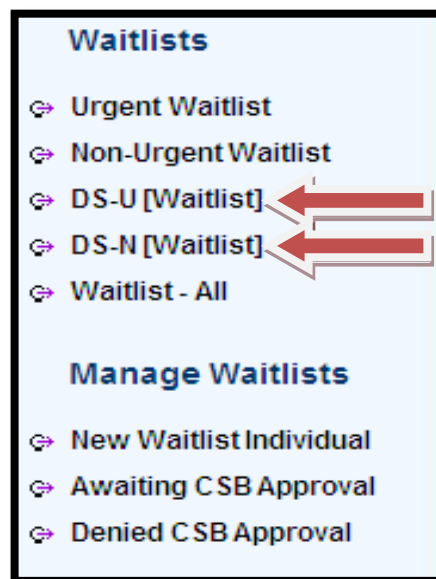 Waitlists
Urgent Waitlist
Non-Urgent Waitlist
DS-U [Waitlist]
DS-N [Waitlist]
Waitlist - All
Manage Waitlists
New Waitlist Individual
Awaiting CSB Approval
Denied CSB Approval